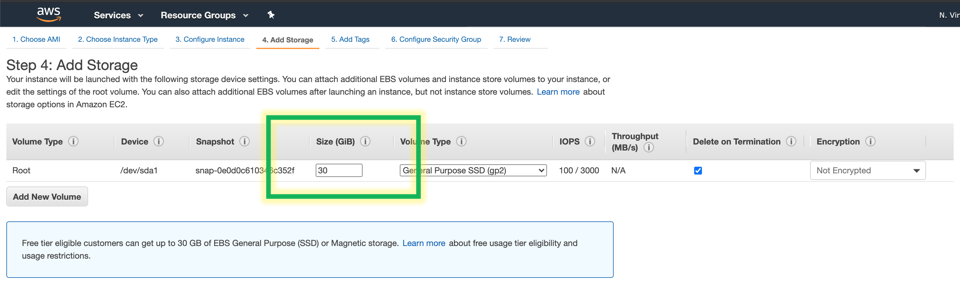 aws Services Resource Groups N. Vir
1. Choose AMI 2. Choose Instance Type 3. Configure Instance 4. Add Storage 5. Add Tags 6. Configure Security Group 7. Review
Step 4: Add Storage
Your instance will be launched with the following storage device settings. You can attach additional EBS volumes and instance store volumes to your instance, or
edit the settings of the root volume. You can also attach additional EBS volumes after launching an instance, but not instance store volumes. Learn more about
storage options in Amazon EC2.
Volume Type i Device i Snapshot i Size (GiB) i Volume Type i IOPS i Throughput (MB/s) i Delete on Termination i Encryption i
Root /dev/sda1 30 General Purpose SSD (gp2) 100 / 3000 N/A Not Encrypted
Add New Volume
Free tier eligible customers can get up to 30 GB of EBS General Purpose (SSD) or Magnetic storage. Learn more about free usage tier eligibility and
usage restrictions.